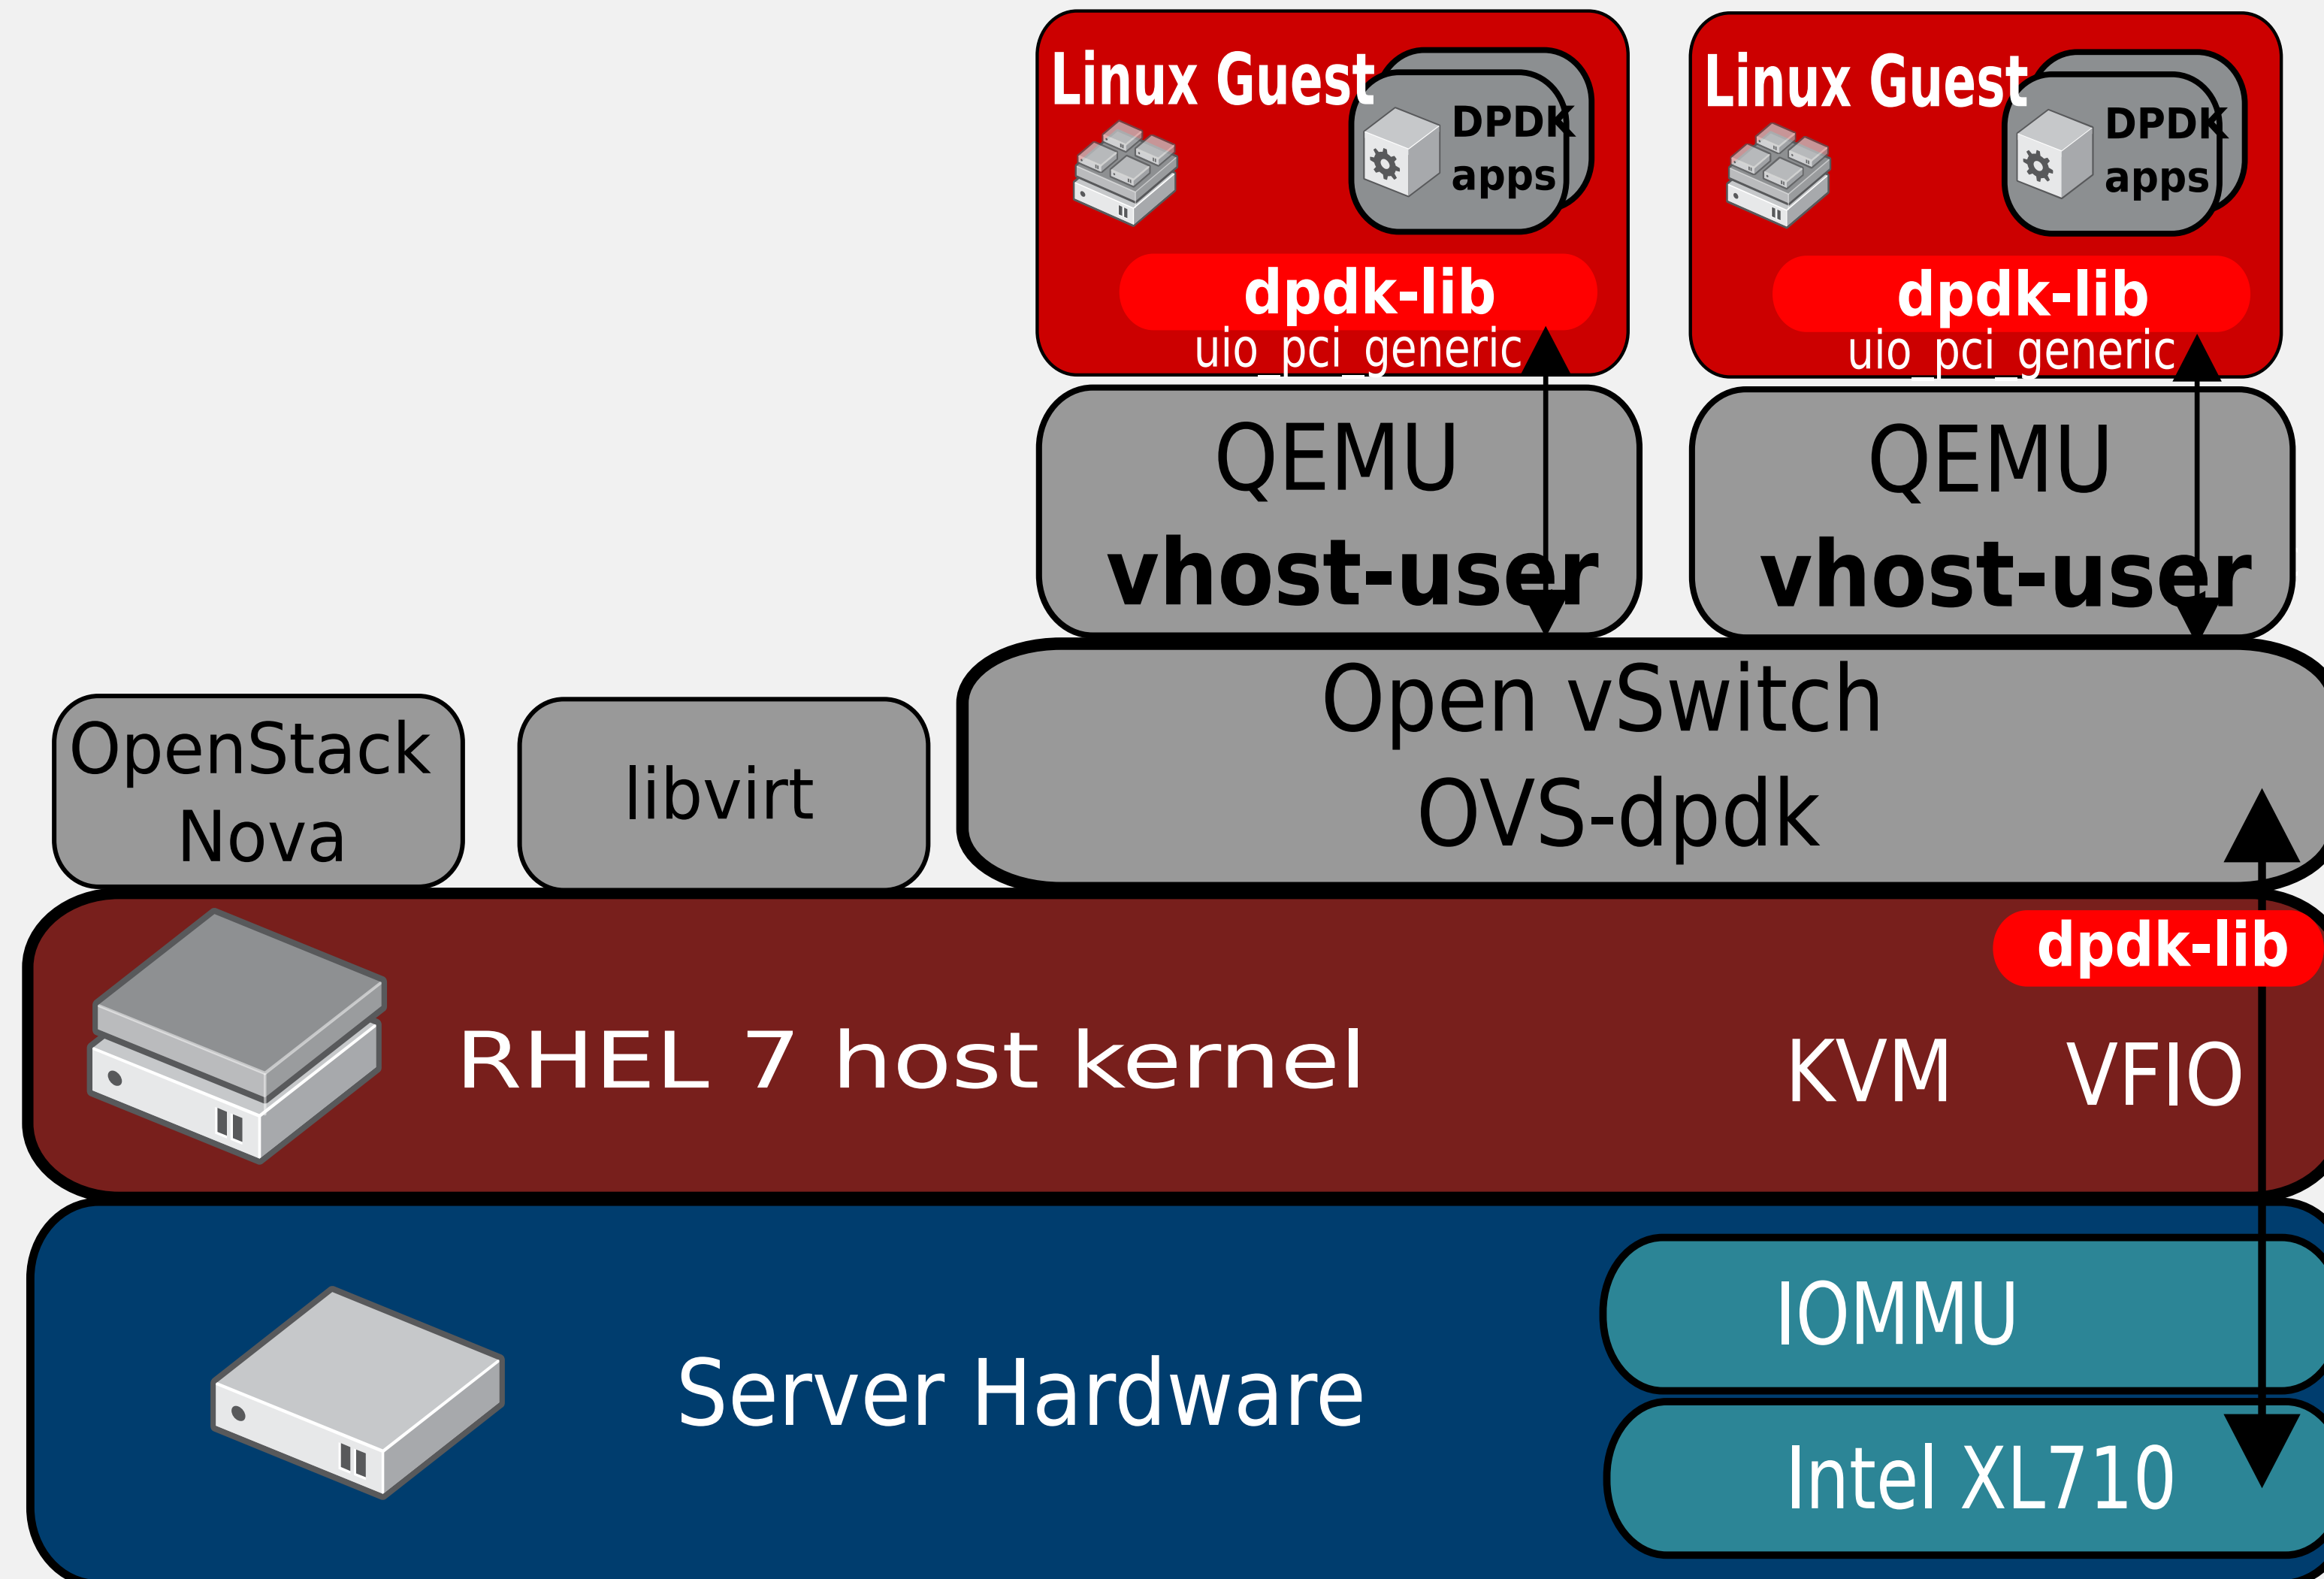 Linux Guest
DPDK
apps
dpdk-lib
uio_pci_generic
Linux Guest
DPDK
apps
dpdk-lib
uio_pci_generic
QEMU
vhost-user
QEMU
vhost-user
Open vSwitch
OVS-dpdk
OpenStack
Nova
libvirt
dpdk-lib
RHEL 7 host kernel
KVM
VFIO
IOMMU
Server Hardware
Intel XL710